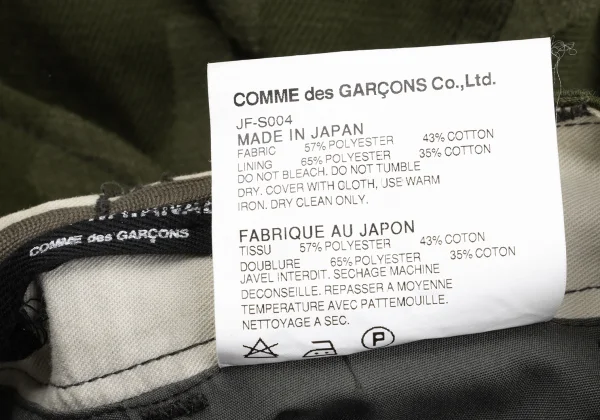 COMME des GARÇONS Co.,Ltd.
JF-S004
MADE IN JAPAN
FABRIC 57% POLYESTER 43% COTTON
LINING 65% POLYESTER 35% COTTON
DO NOT BLEACH. DO NOT TUMBLE
DRY. COVER WITH CLOTH, USE WARM
IRON. DRY CLEAN ONLY.
FABRIQUE AU JAPON
TISSU 57% POLYESTER 43% COTON
DOUBLURE 65% POLYESTER 35% COTON
JAVEL INTERDIT. SECHAGE MACHINE
DECONSEILLE. REPASSER A MOYENNE
TEMPERATURE AVEC PATTEMOUILLE.
NETTOYAGE A SEC.
P
COMME des GARÇONS